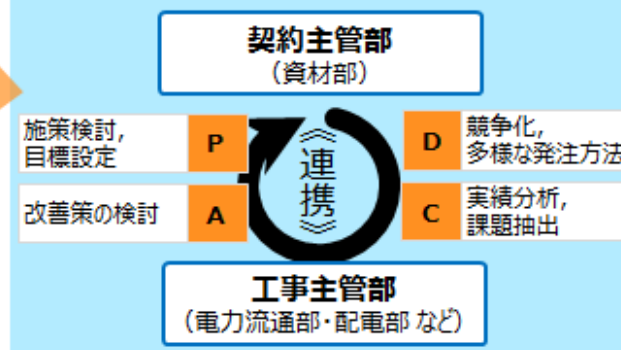 契約主管部
（資材部）
施策検討,
目標設定
P
D
競争化,
多様な発注方法
《連携》
改善策の検討
A
C
実績分析,
課題抽出
工事主管部
（電力流通部・配電部 など）